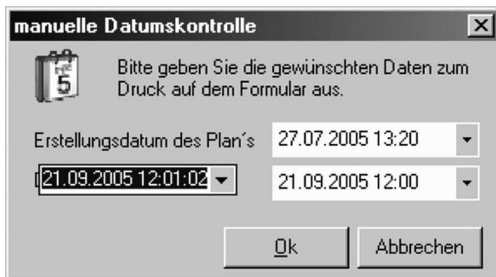 manuelle Datumskontrolle
Bitte geben Sie die gewünschten Daten zum
Druck auf dem Formular aus.
Erstellungsdatum des Plan´s
27.07.2005 13:20
21.09.2005 12:01:02
21.09.2005 12:00
Ok
Abbrechen